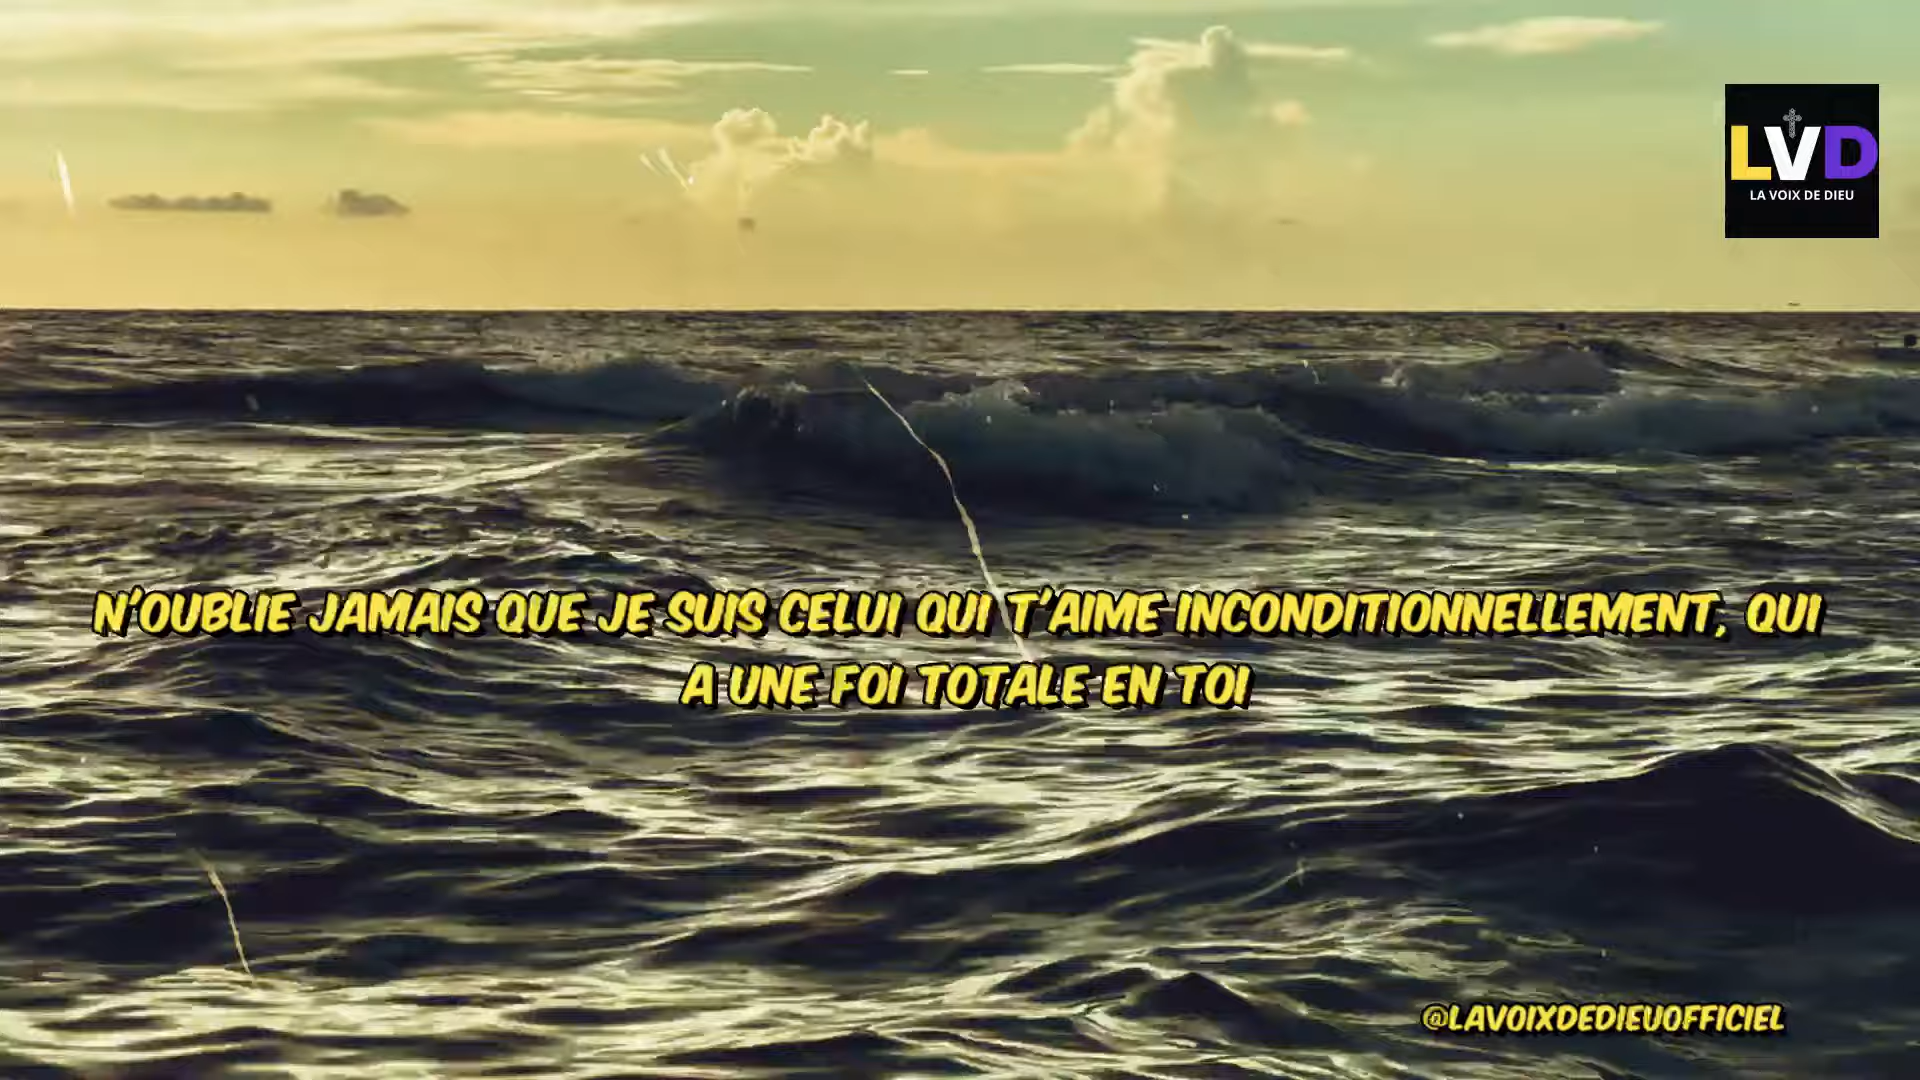 LVD
LA VOIX DE DIEU
N'OUBLIE JAMAIS QUE JE SUIS CELUI QUI T'AIME INCONDITIONNELLEMENT, QUI
A UNE FOI TOTALE EN TOI
@LAVOIXDEDIEUOFFICIEL